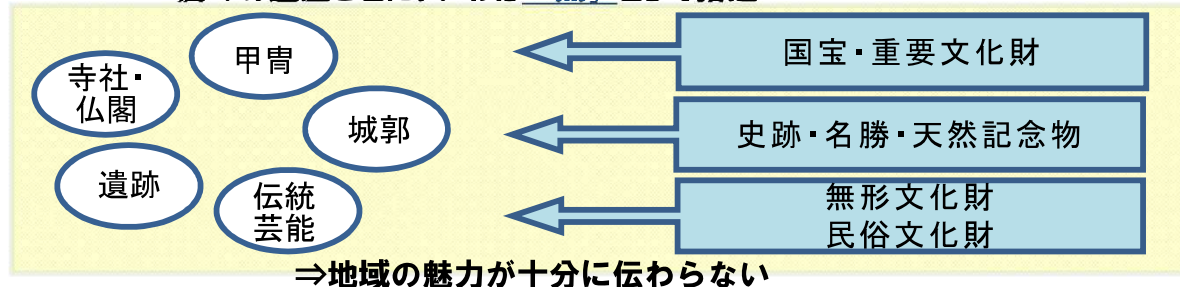 甲冑
寺社・
仏閣
城郭
遺跡
伝統
芸能
国宝・重要文化財
史跡・名勝・天然記念物
無形文化財
民俗文化財
⇒地域の魅力が十分に伝わらない